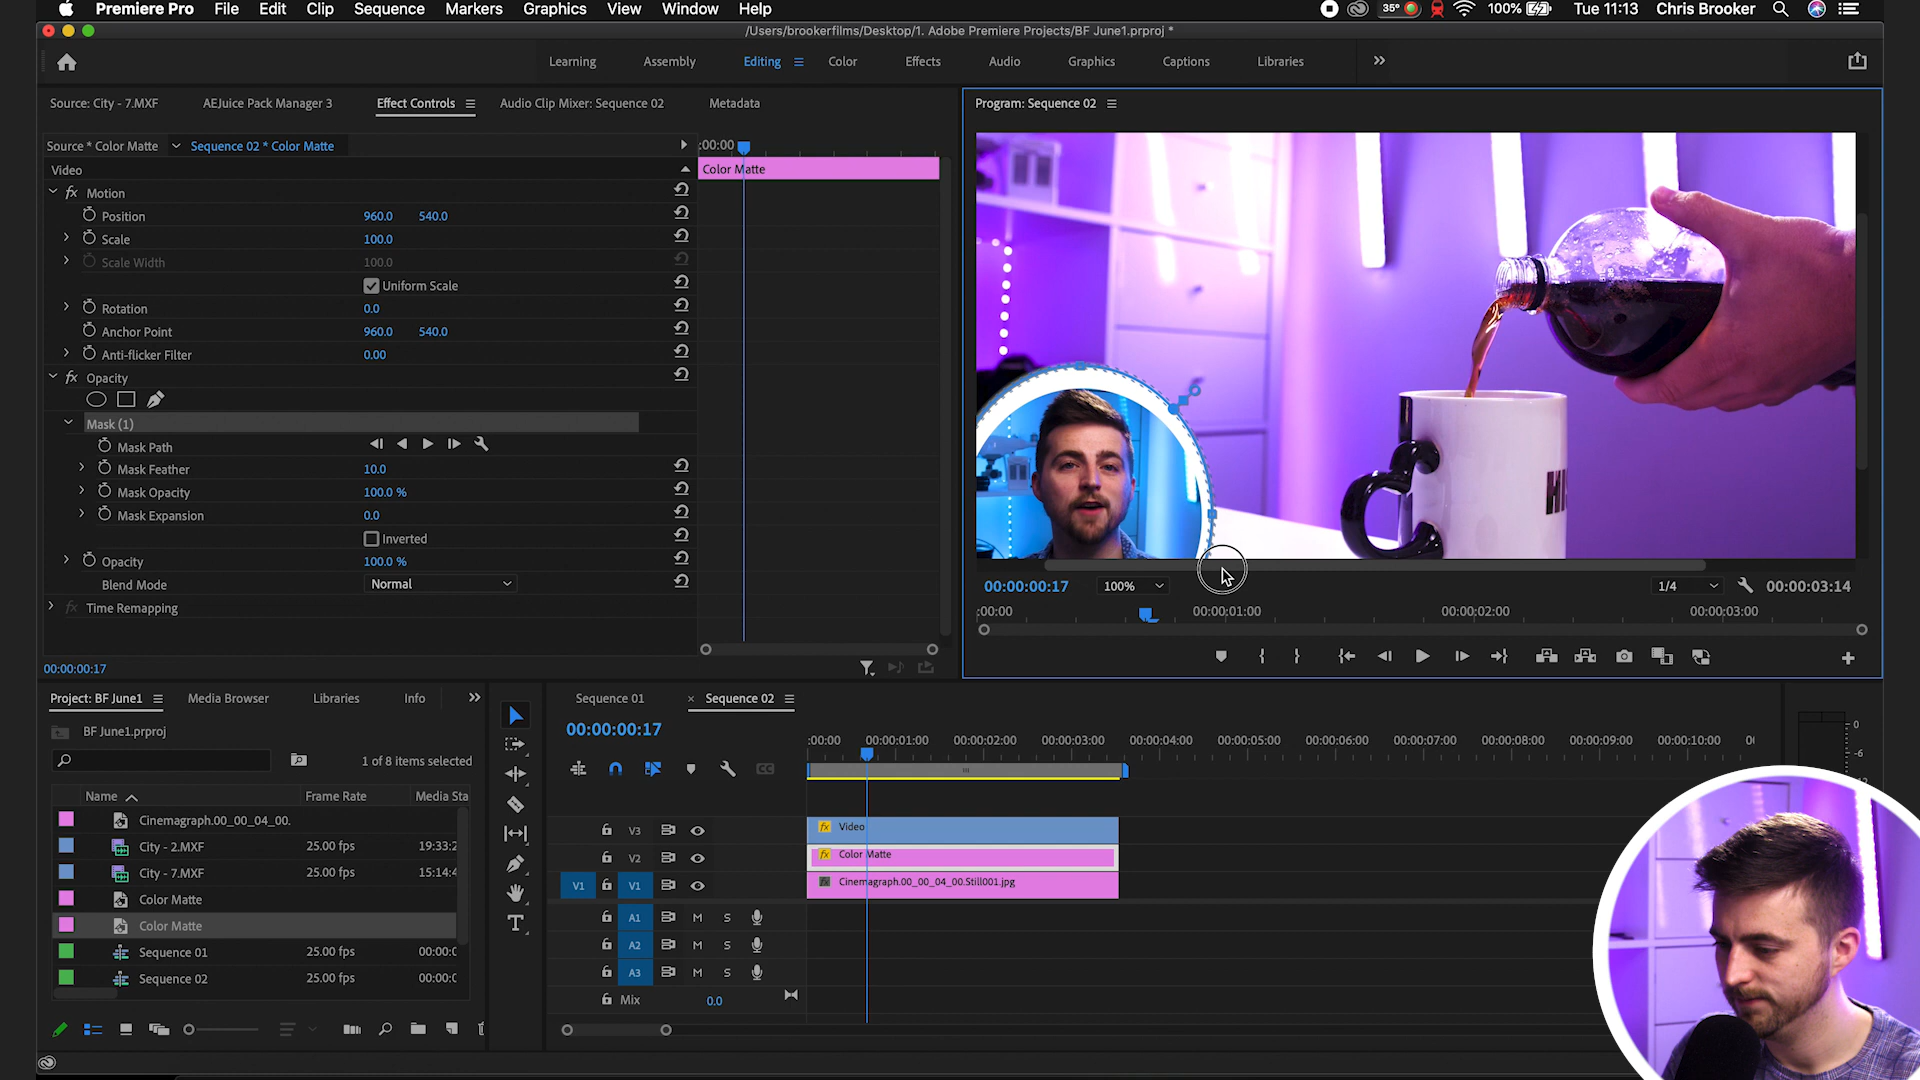 Premiere Pro File Edit Clip Sequence Markers Graphics View Window Help 35° 100% Tue 11:13 Chris Brooker
/Users/brookerfilms/Desktop/1. Adobe Premiere Projects/BF June1.prproj *
Learning Assembly Editing Color Effects Audio Graphics Captions Libraries
Source: City - 7.MXF AEJuice Pack Manager 3 Effect Controls Audio Clip Mixer: Sequence 02 Metadata
Program: Sequence 02
Source * Color Matte Sequence 02 * Color Matte :00:00
Video Color Matte
fx Motion
Position 960.0 540.0
Scale 100.0
Scale Width 100.0
Uniform Scale
Rotation 0.0
Anchor Point 960.0 540.0
Anti-flicker Filter 0.00
fx Opacity
Mask (1)
Mask Path
Mask Feather 10.0
Mask Opacity 100.0 %
Mask Expansion 0.0
Inverted
Opacity 100.0 %
Blend Mode Normal
fx Time Remapping
00:00:00:17
00:00:00:17 100% 1/4 00:00:03:14
:00:00 00:00:01:00 00:00:02:00 00:00:03:00
Project: BF June1 Media Browser Libraries Info
BF June1.prproj
1 of 8 items selected
Name Frame Rate Media Sta
Cinemagraph.00_00_04_00.
City - 2.MXF 25.00 fps 19:33:2
City - 7.MXF 25.00 fps 15:14:4
Color Matte
Color Matte
Sequence 01 25.00 fps 00:00:0
Sequence 02 25.00 fps 00:00:0
Sequence 01 × Sequence 02
00:00:00:17
:00:00 00:00:01:00 00:00:02:00 00:00:03:00 00:00:04:00 00:00:05:00 00:00:06:00 00:00:07:00 00:00:08:00 00:00:09:00 00:00:10:00
V3 fx Video
V2 fx Color Matte
V1 V1 fx Cinemagraph.00_00_04_00.Still001.jpg
A1 M S
A2 M S
A3 M S
Mix 0.0
0
-6